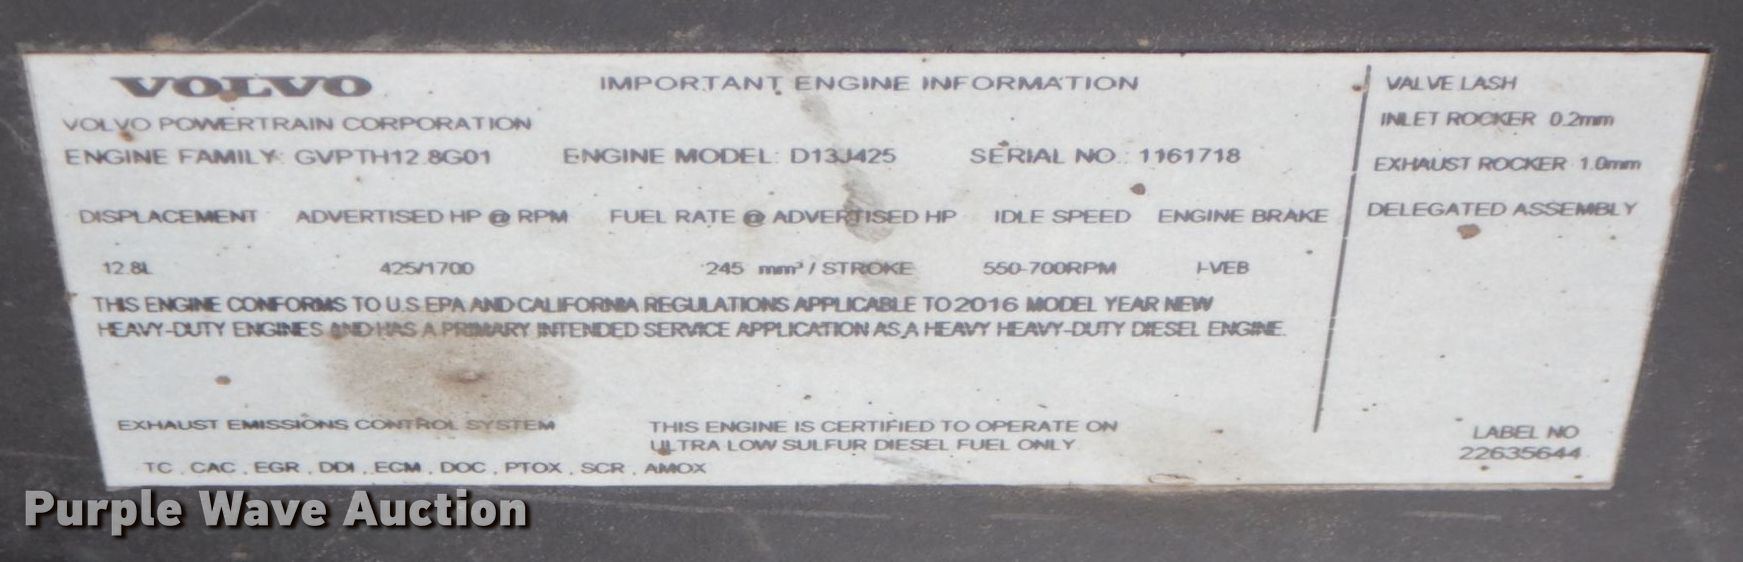 VOLVO
IMPORTANT ENGINE INFORMATION
VOLVO POWERTRAIN CORPORATION
ENGINE FAMILY: GVPTH12.8G01 ENGINE MODEL: D13J425 SERIAL NO.: 1161718
DISPLACEMENT ADVERTISED HP @ RPM FUEL RATE @ ADVERTISED HP IDLE SPEED ENGINE BRAKE
12.8L 425/1700 245 mm³ / STROKE 550-700RPM I-VEB
THIS ENGINE CONFORMS TO U.S EPA AND CALIFORNIA REGULATIONS APPLICABLE TO 2016 MODEL YEAR NEW
HEAVY-DUTY ENGINES AND HAS A PRIMARY INTENDED SERVICE APPLICATION AS A HEAVY HEAVY-DUTY DIESEL ENGINE.
EXHAUST EMISSIONS CONTROL SYSTEM
TC , CAC , EGR , DDI , ECM , DOC , PTOX , SCR , AMOX
THIS ENGINE IS CERTIFIED TO OPERATE ON
ULTRA LOW SULFUR DIESEL FUEL ONLY
VALVE LASH
INLET ROCKER 0.2mm
EXHAUST ROCKER 1.0mm
DELEGATED ASSEMBLY
LABEL NO
22635644
Purple Wave Auction